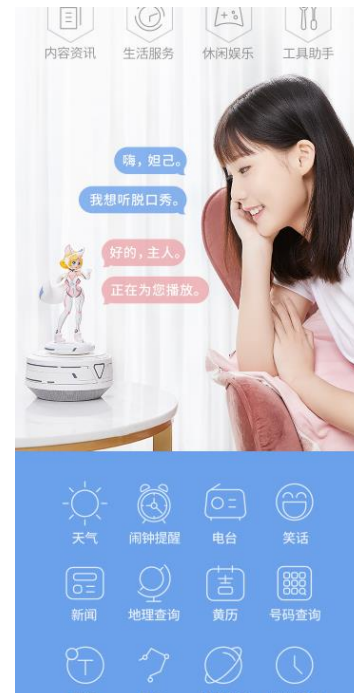 内容资讯 生活服务 休闲娱乐 工具助手
嗨，妲己。
我想听脱口秀。
好的，主人。
正在为您播放。
天气 闹钟提醒 电台 笑话
新闻 地理查询 黄历 号码查询